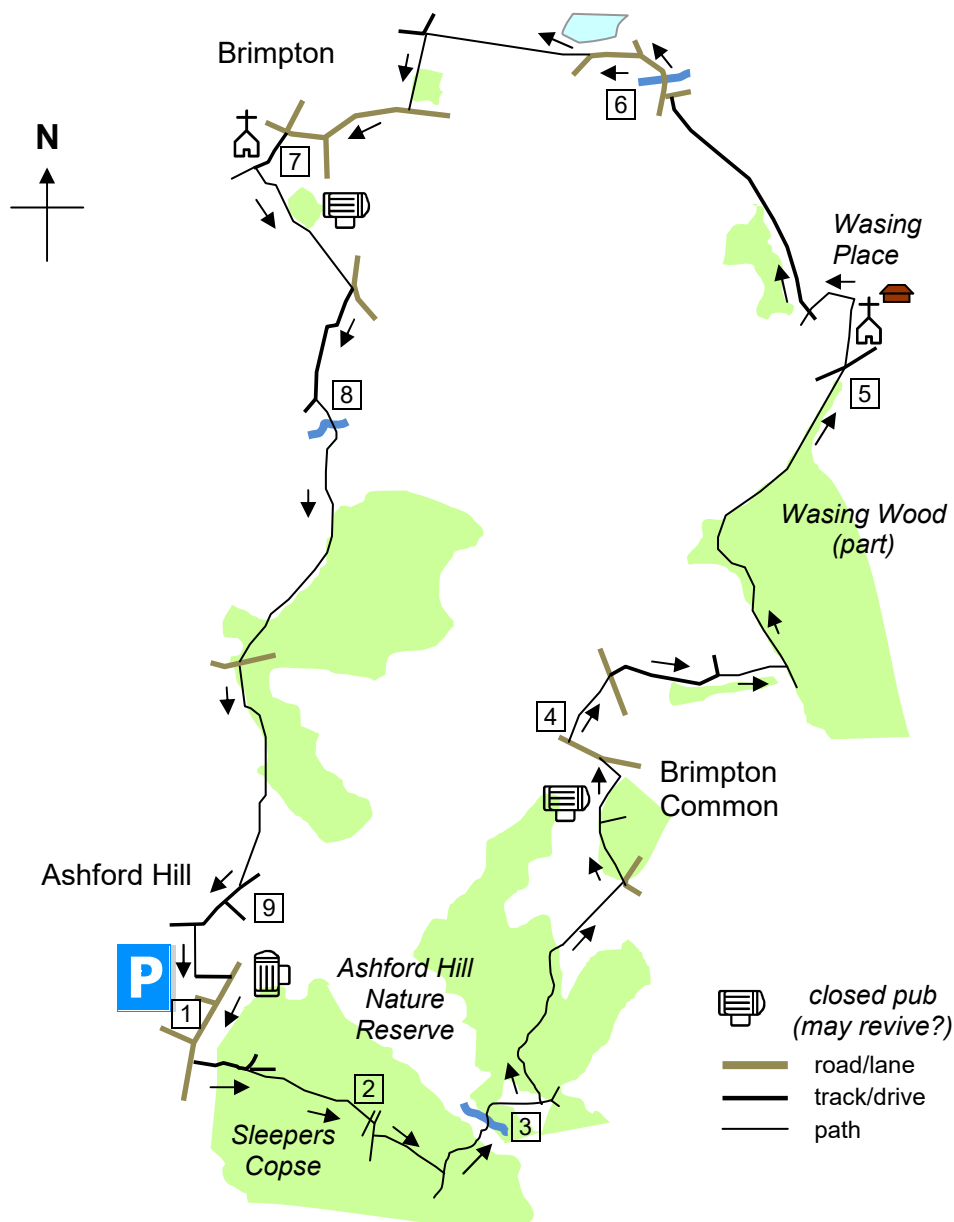 Brimpton
6
N
7
Wasing
Place
8
5
Wasing Wood
(part)
4
Brimpton
Common
Ashford Hill
9
P
1
Ashford Hill
Nature
Reserve
closed pub
(may revive?)
road/lane
track/drive
path
2
3
Sleepers
Copse